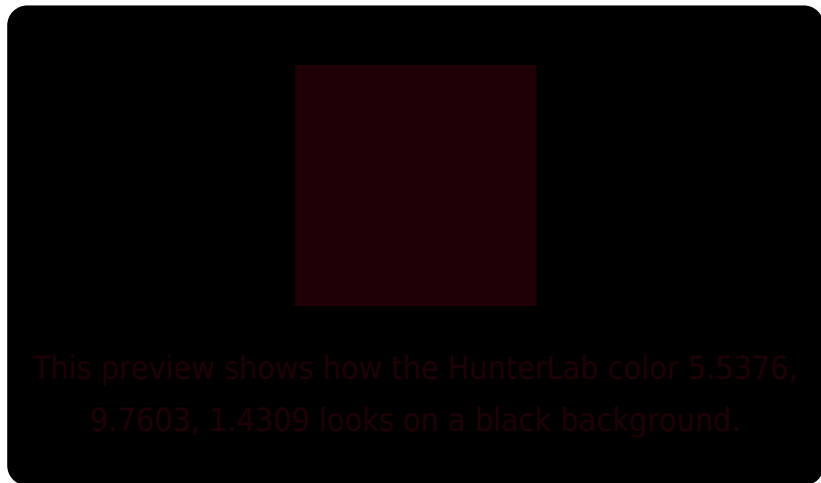 This preview shows how the HunterLab color 5.5376,
9.7603, 1.4309 looks on a black background.